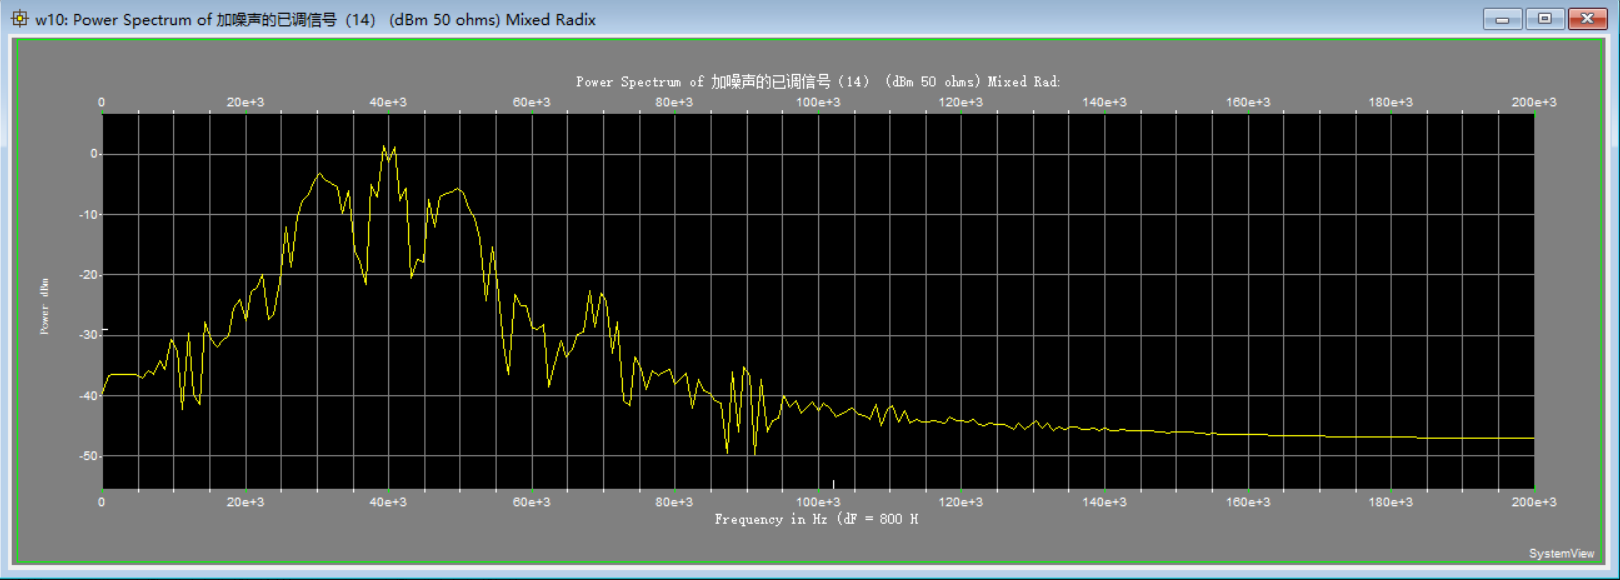 w10: Power Spectrum of 加噪声的已调信号 (14) (dBm 50 ohms) Mixed Radix
Power Spectrum of 加噪声的已调信号 (14) (dBm 50 ohms) Mixed Rad:
0 20e+3 40e+3 60e+3 80e+3 100e+3 120e+3 140e+3 160e+3 180e+3 200e+3
0
-10
-20
Power dBm
-30
-40
-50
0 20e+3 40e+3 60e+3 80e+3 100e+3 120e+3 140e+3 160e+3 180e+3 200e+3
Frequency in Hz (dF = 800 H
SystemView